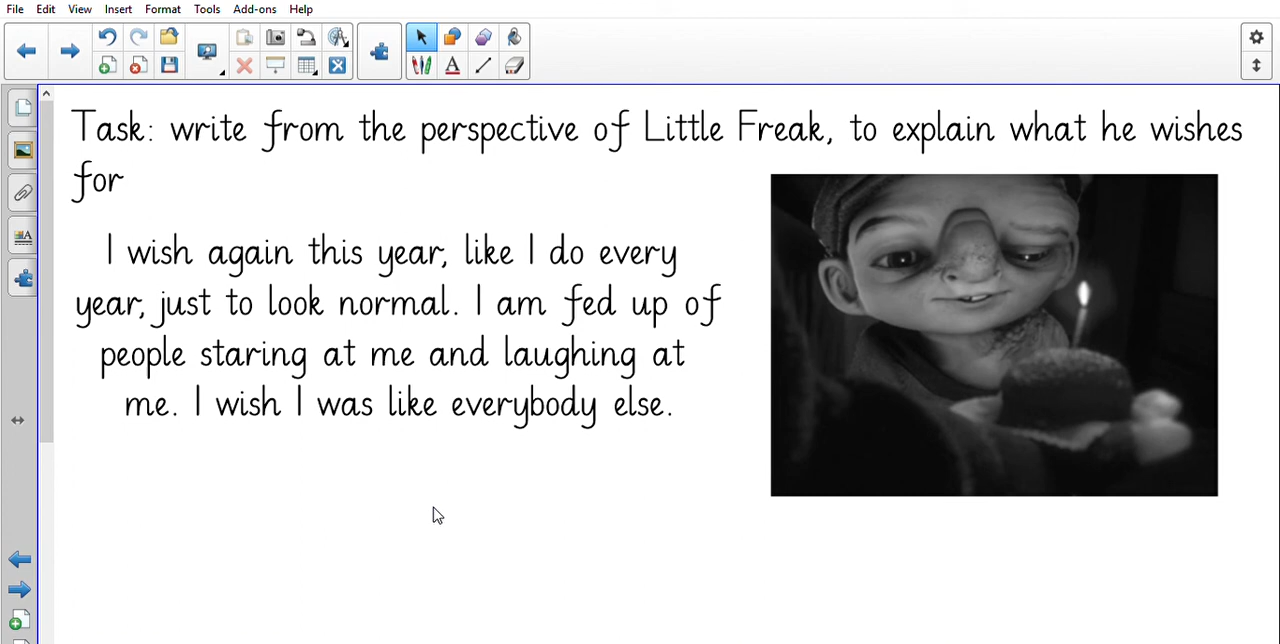 File Edit View Insert Format Tools Add-ons Help
Task: write from the perspective of Little Freak, to explain what he wishes
for
I wish again this year, like I do every
year, just to look normal. I am fed up of
people staring at me and laughing at
me. I wish I was like everybody else.